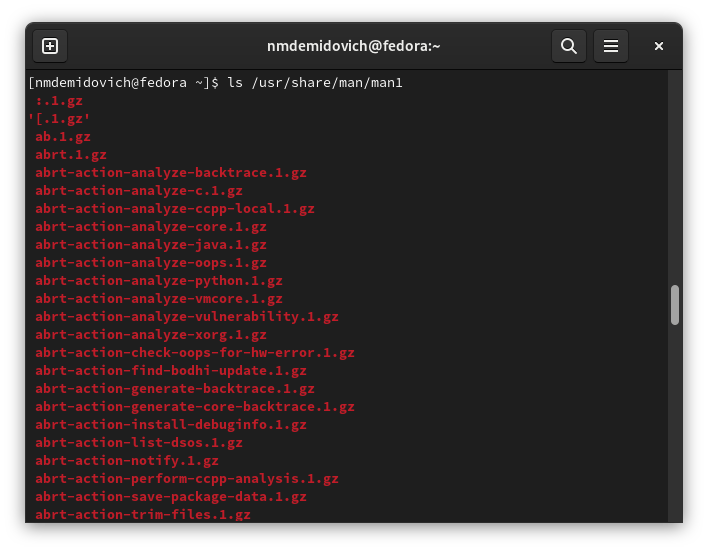 nmdemidovich@fedora:~
[nmdemidovich@fedora ~]$ ls /usr/share/man/man1
:.1.gz
'[.1.gz'
ab.1.gz
abrt.1.gz
abrt-action-analyze-backtrace.1.gz
abrt-action-analyze-c.1.gz
abrt-action-analyze-ccpp-local.1.gz
abrt-action-analyze-core.1.gz
abrt-action-analyze-java.1.gz
abrt-action-analyze-oops.1.gz
abrt-action-analyze-python.1.gz
abrt-action-analyze-vmcore.1.gz
abrt-action-analyze-vulnerability.1.gz
abrt-action-analyze-xorg.1.gz
abrt-action-check-oops-for-hw-error.1.gz
abrt-action-find-bodhi-update.1.gz
abrt-action-generate-backtrace.1.gz
abrt-action-generate-core-backtrace.1.gz
abrt-action-install-debuginfo.1.gz
abrt-action-list-dsos.1.gz
abrt-action-notify.1.gz
abrt-action-perform-ccpp-analysis.1.gz
abrt-action-save-package-data.1.gz
abrt-action-trim-files.1.gz